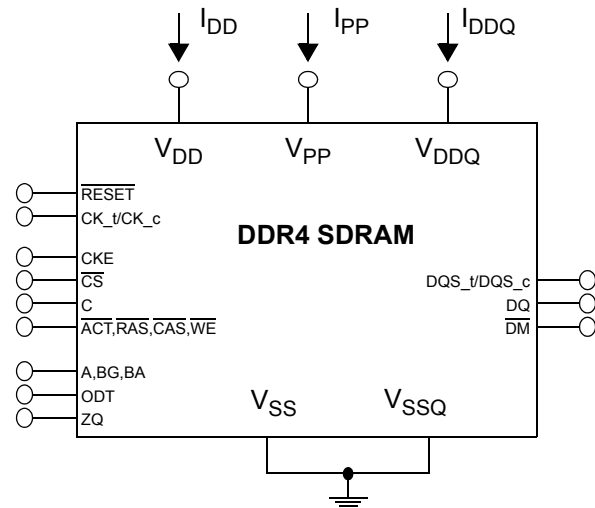 IDD IPP IDDQ
VDD VPP VDDQ
RESET
CK_t/CK_c
DDR4 SDRAM
CKE
CS DQS_t/DQS_c
C DQ
ACT,RAS,CAS,WE DM
A,BG,BA
ODT
ZQ
VSS VSSQ